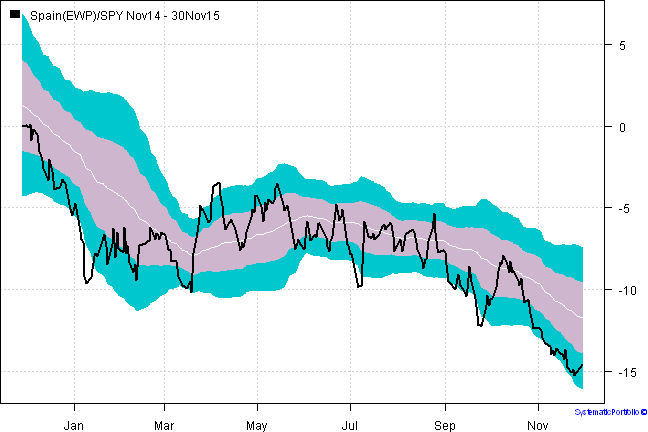 Spain(EWP)/SPY Nov14 - 30Nov15
5
0
-5
-10
-15
Jan Mar May Jul Sep Nov
SystematicPortfolio ©